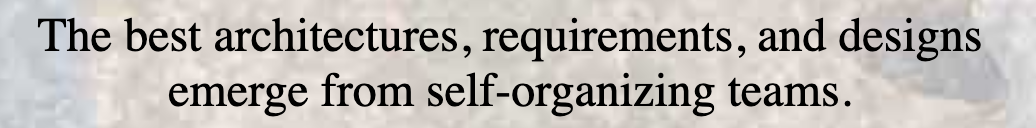 The best architectures, requirements, and designs
emerge from self-organizing teams.